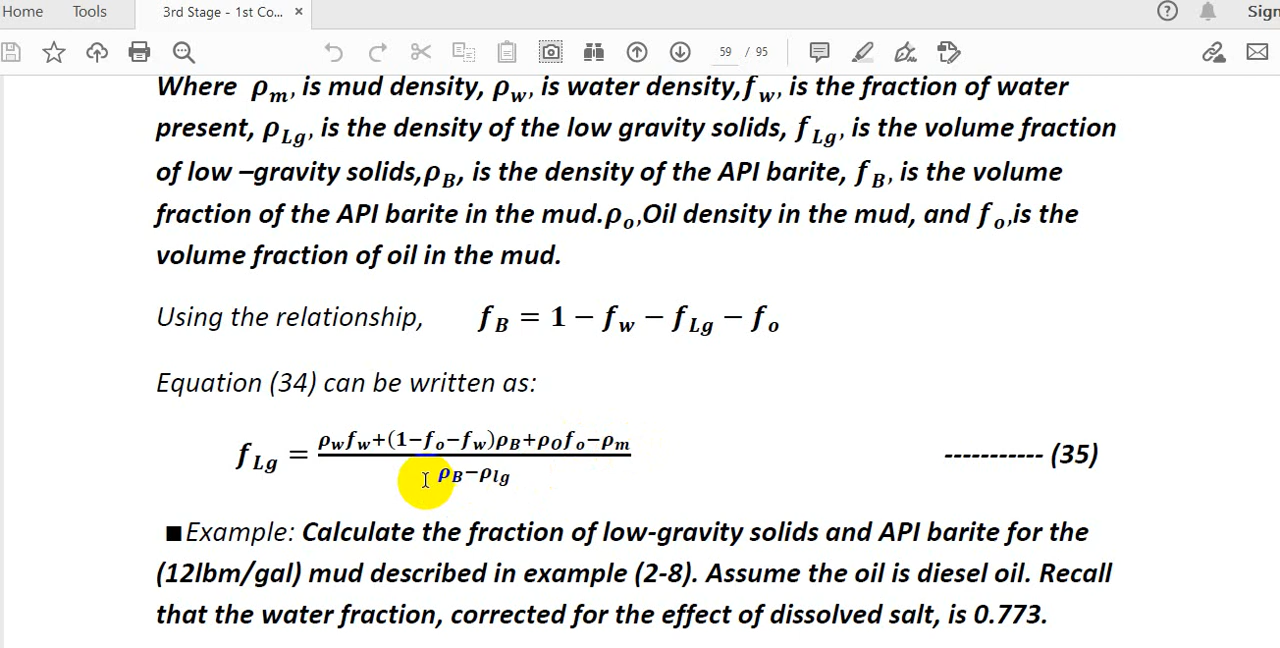 Home Tools 3rd Stage - 1st Co... × Sign
59 / 95
Where ρm, is mud density, ρw, is water density, fw, is the fraction of water
present, ρLg, is the density of the low gravity solids, fLg, is the volume fraction
of low –gravity solids,ρB, is the density of the API barite, fB, is the volume
fraction of the API barite in the mud.ρo,Oil density in the mud, and fo,is the
volume fraction of oil in the mud.
Using the relationship, fB = 1 − fw − fLg − fo
Equation (34) can be written as:
fLg = (ρwfw+(1−fo−fw)ρB+ρOfo−ρm) / (ρB−ρlg) ----------- (35)
■Example: Calculate the fraction of low-gravity solids and API barite for the
(12lbm/gal) mud described in example (2-8). Assume the oil is diesel oil. Recall
that the water fraction, corrected for the effect of dissolved salt, is 0.773.